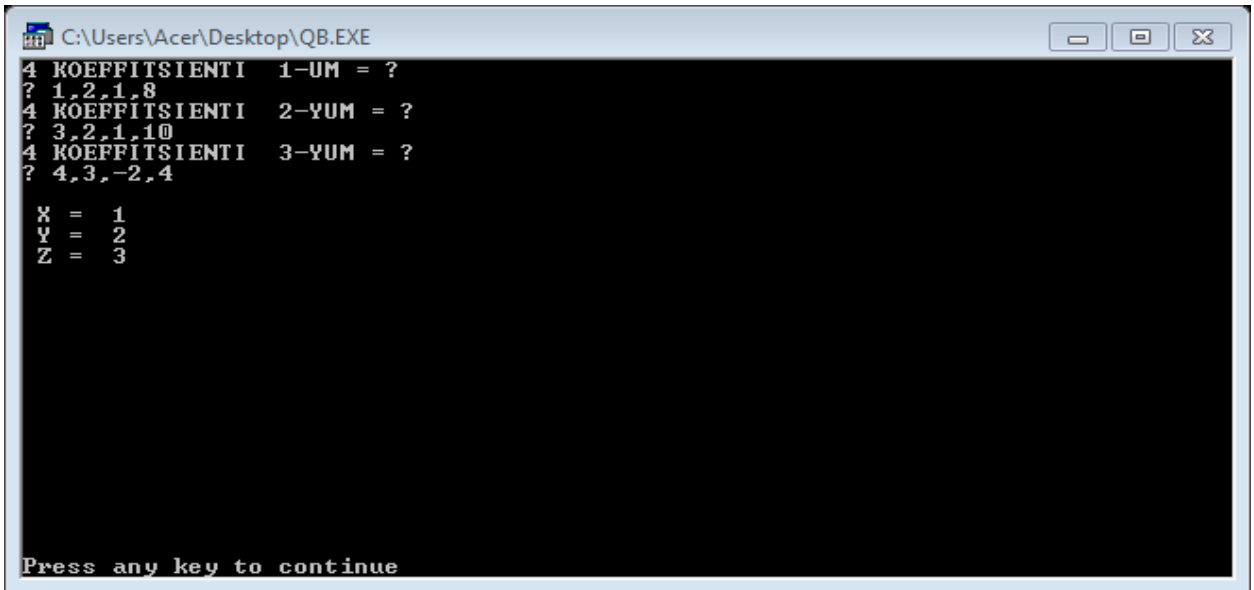 C:\Users\Acer\Desktop\QB.EXE
4 KOEFFITSIENTI  1-UM = ?
? 1,2,1,8
4 KOEFFITSIENTI  2-YUM = ?
? 3,2,1,10
4 KOEFFITSIENTI  3-YUM = ?
? 4,3,-2,4
X =  1
Y =  2
Z =  3
Press any key to continue